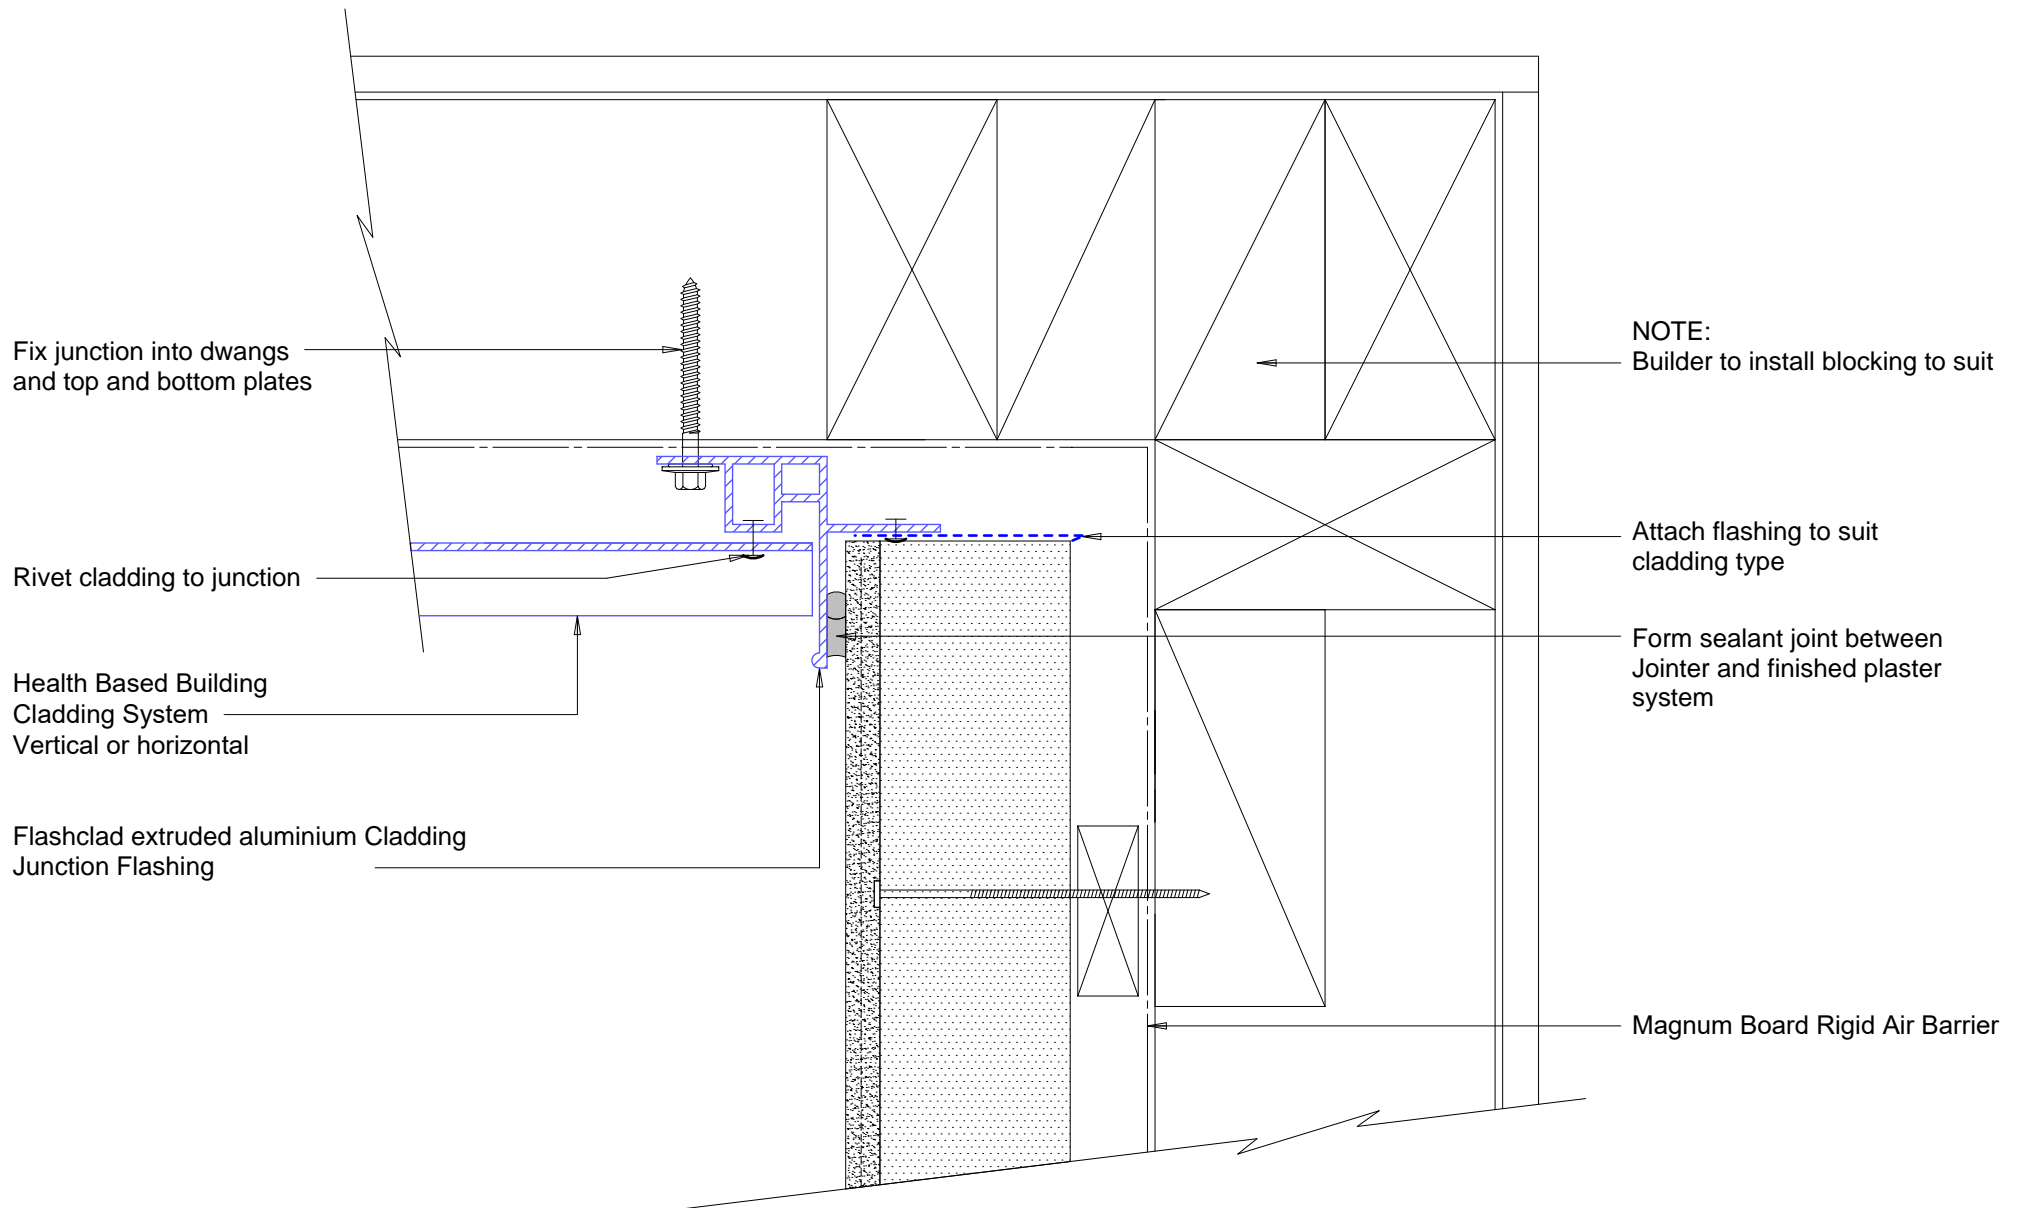 Fix junction into dwangs
and top and bottom plates
Rivet cladding to junction
Health Based Building
Cladding System
Vertical or horizontal
Flashclad extruded aluminium Cladding
Junction Flashing
NOTE:
Builder to install blocking to suit
Attach flashing to suit
cladding type
Form sealant joint between
Jointer and finished plaster
system
Magnum Board Rigid Air Barrier